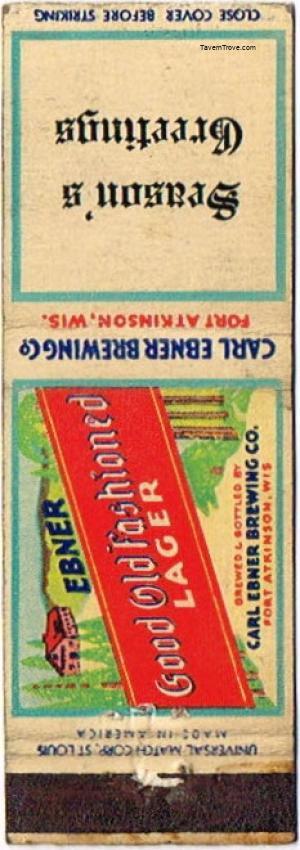 TavernTrove.com
CLOSE COVER BEFORE STRIKING
Season's
Greetings
FORT ATKINSON, WIS.
CARL EBNER BREWING Co
EBNER
Good Old Fashioned
LAGER
BREWED & BOTTLED BY
CARL EBNER BREWING CO.
FORT ATKINSON, WIS
UNIVERSAL MATCH CORP., ST. LOUIS
MADE IN AMERICA